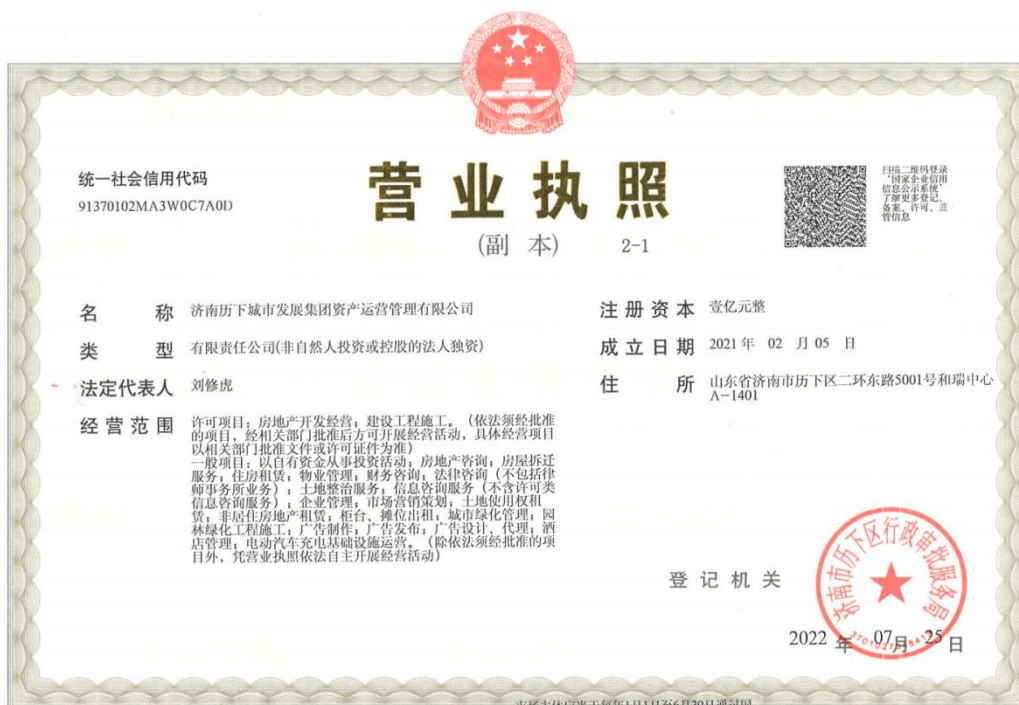 统一社会信用代码
91370102MA3W0C7A0D
营业执照
(副 本) 2-1
扫描二维码登录
“国家企业信用
信息公示系统”
了解更多登记、
备案、许可、监
管信息
名 称 济南历下城市发展集团资产运营管理有限公司
类 型 有限责任公司(非自然人投资或控股的法人独资)
法定代表人 刘修虎
经营范围 许可项目：房地产开发经营；建设工程施工。（依法须经批准
的项目，经相关部门批准后方可开展经营活动，具体经营项目
以相关部门批准文件或许可证件为准）
一般项目：以自有资金从事投资活动；房地产咨询；房屋拆迁
服务；住房租赁；物业管理；财务咨询；法律咨询（不包括律
师事务所业务）；土地整治服务；信息咨询服务（不含许可类
信息咨询服务）；企业管理；市场营销策划；土地使用权租
赁；非居住房地产租赁；柜台、摊位出租；城市绿化管理；园
林绿化工程施工；广告制作；广告发布；广告设计、代理；酒
店管理；电动汽车充电基础设施运营。（除依法须经批准的项
目外，凭营业执照依法自主开展经营活动）
注册资本 壹亿元整
成立日期 2021年 02 月 05 日
住 所 山东省济南市历下区二环东路5001号和瑞中心
A-1401
登记机关
济南市历下区行政审批服务局
2022 年 07月 25日